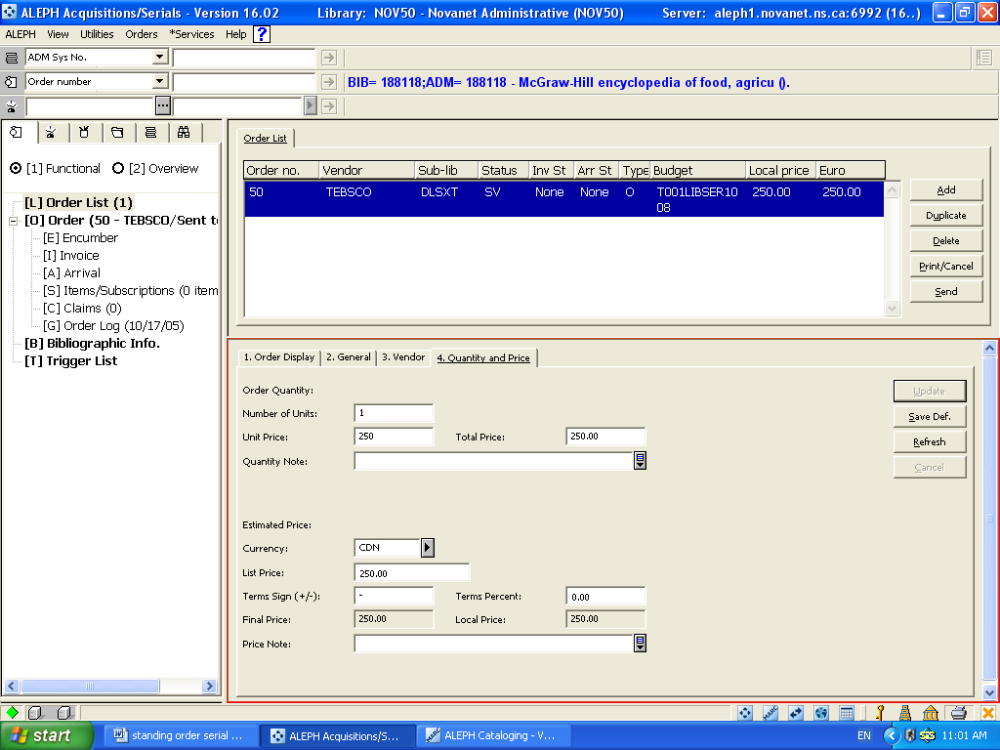 ALEPH Acquisitions/Serials - Version 16.02 Library: NOV50 - Novanet Administrative (NOV50) Server: aleph1.novanet.ns.ca:6992 (16..)
ALEPH View Utilities Orders *Services Help ?
ADM Sys No.
Order number BIB= 188118;ADM= 188118 - McGraw-Hill encyclopedia of food, agricu ().
Order List
[1] Functional [2] Overview
Order no. Vendor Sub-lib Status Inv St Arr St Type Budget Local price Euro
50 TEBSCO DLSXT SV None None O T001LIBSER10 250.00 250.00
08
Add
Duplicate
Delete
Print/Cancel
Send
[L] Order List (1)
[O] Order (50 - TEBSCO/Sent t
[E] Encumber
[I] Invoice
[A] Arrival
[S] Items/Subscriptions (0 item
[C] Claims (0)
[G] Order Log (10/17/05)
[B] Bibliographic Info.
[T] Trigger List
1. Order Display 2. General 3. Vendor 4. Quantity and Price
Order Quantity:
Number of Units: 1
Unit Price: 250 Total Price: 250.00
Quantity Note:
Estimated Price:
Currency: CDN
List Price: 250.00
Terms Sign (+/-): - Terms Percent: 0.00
Final Price: 250.00 Local Price: 250.00
Price Note:
Update
Save Def.
Refresh
Cancel
start standing order serial ... ALEPH Acquisitions/S... ALEPH Cataloging - V... EN 11:01 AM